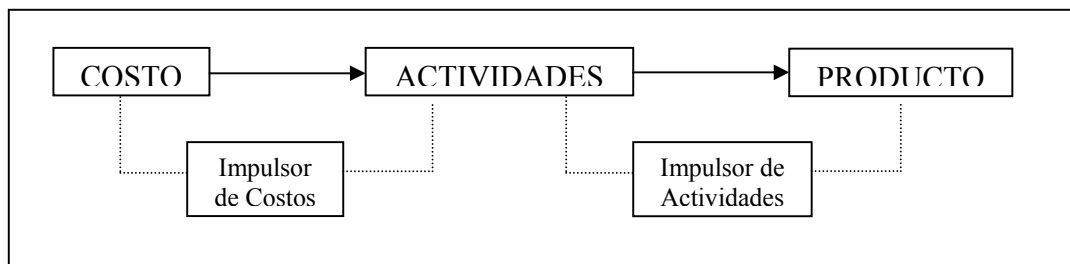 COSTO
ACTIVIDADES
PRODUCTO
Impulsor
de Costos
Impulsor de
Actividades